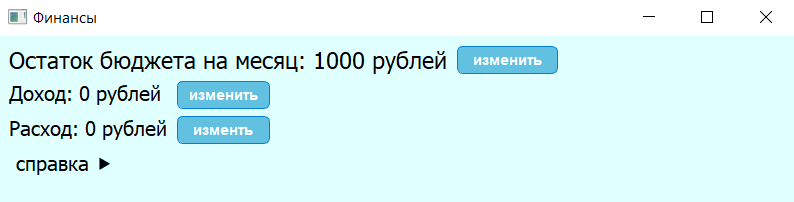 Финансы
Остаток бюджета на месяц: 1000 рублей изменить
Доход: 0 рублей изменить
Расход: 0 рублей изменть
справка